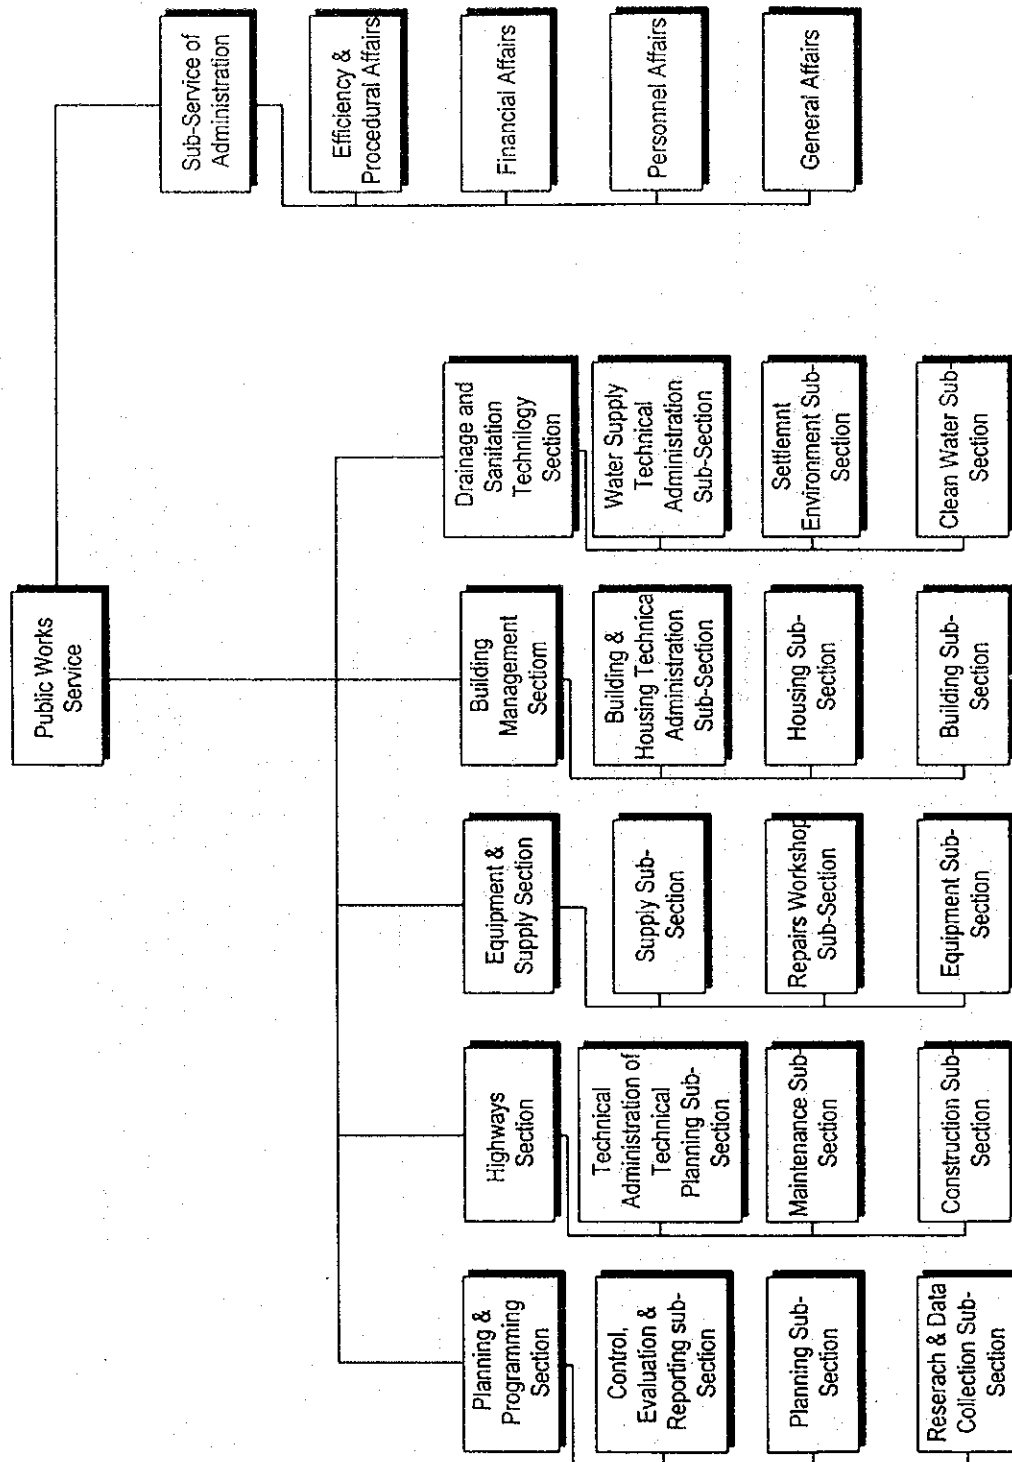 Public Works
Service
Sub-Service of
Administration
Efficiency &
Procedural Affairs
Financial Affairs
Personnel Affairs
General Affairs
Planning &
Programming
Section
Control,
Evaluation &
Reporting sub-
Section
Planning Sub-
Section
Reserach & Data
Collection Sub-
Section
Highways
Section
Technical
Administration of
Technical
Planning Sub-
Section
Maintenance Sub-
Section
Construction Sub-
Section
Equipment &
Supply Section
Supply Sub-
Section
Repairs Workshop
Sub-Section
Equipment Sub-
Section
Building
Management
Sectiom
Building &
Housing Technica
Administration
Sub-Section
Housing Sub-
Section
Building Sub-
Section
Drainage and
Sanitation
Technilogy
Section
Water Supply
Technical
Administration
Sub-Section
Settlemnt
Environment Sub-
Section
Clean Water Sub-
Section